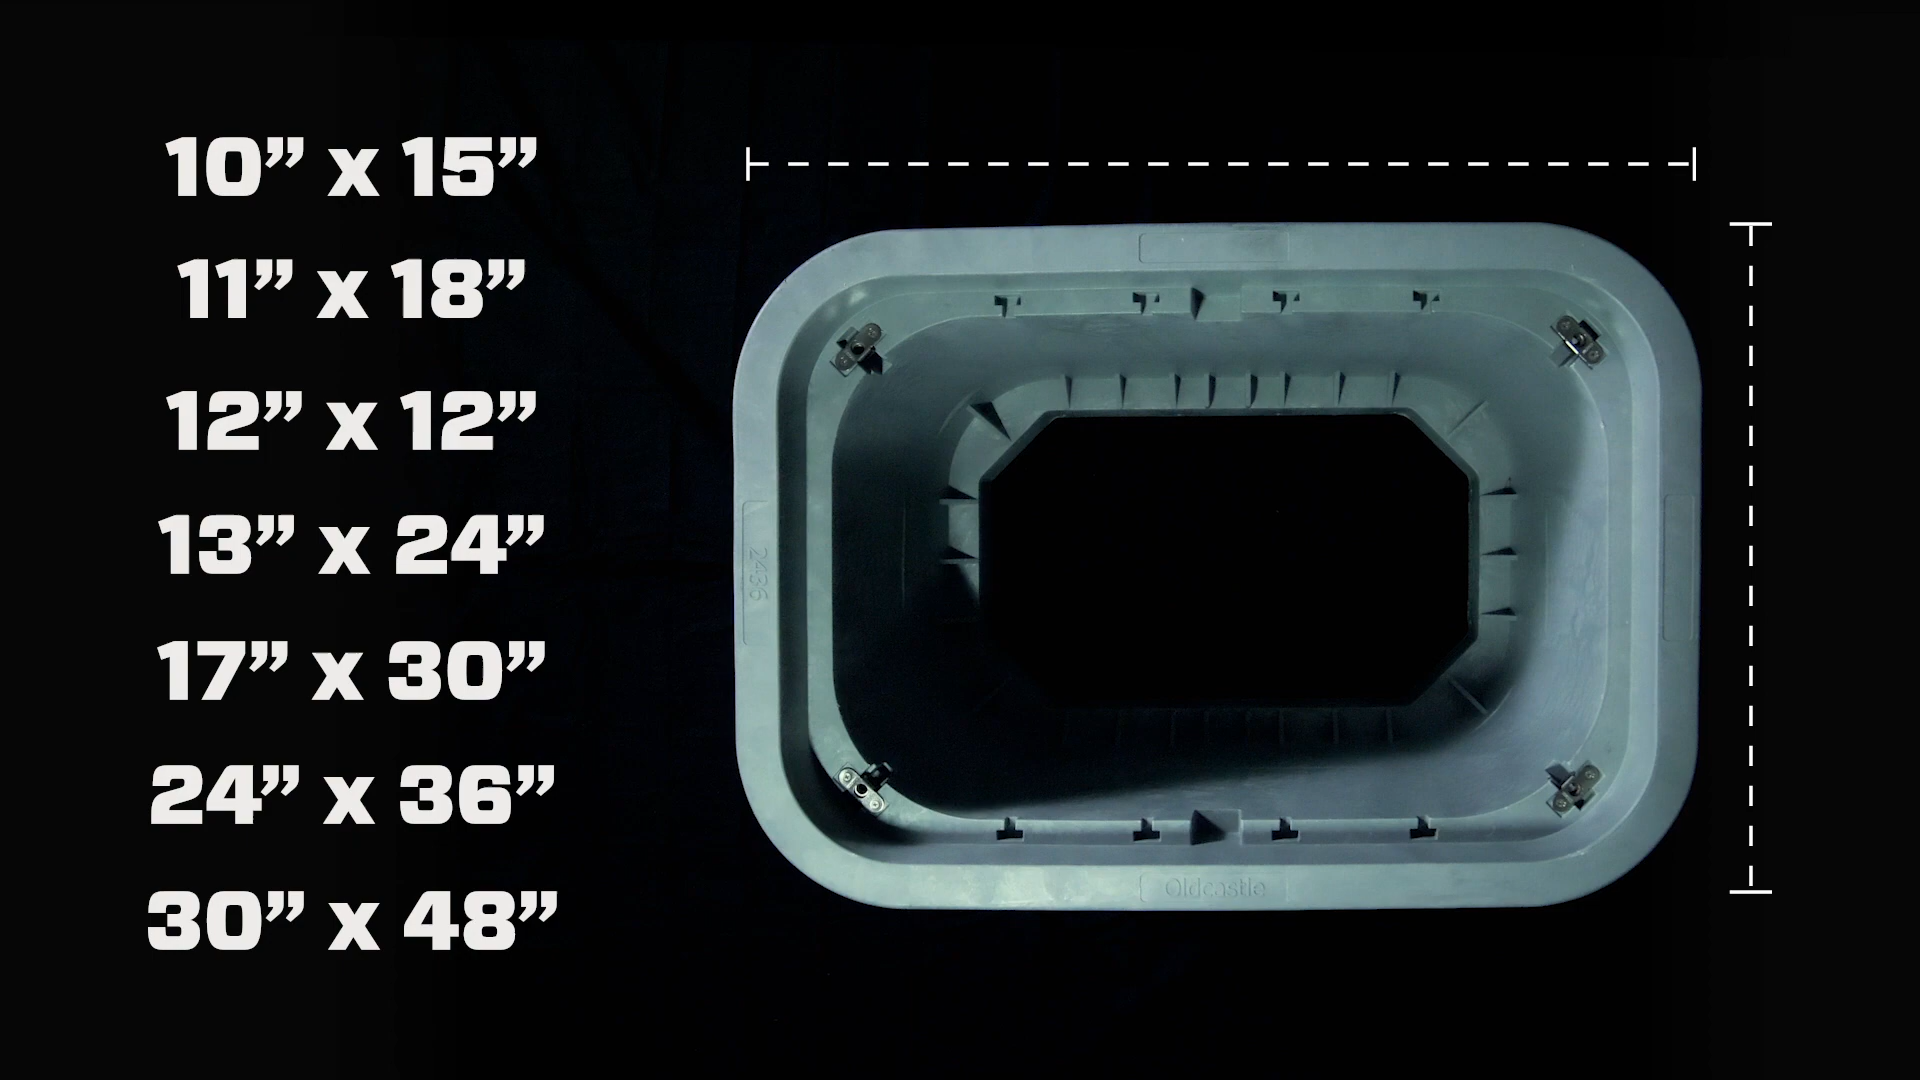 10” x 15”
11” x 18”
12” x 12”
13” x 24”
17” x 30”
24” x 36”
30” x 48”
2436
Oldcastle